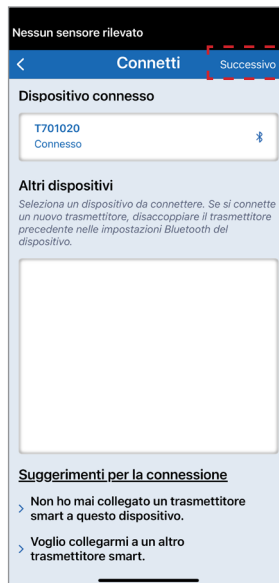 Nessun sensore rilevato
Connetti
Successivo
Dispositivo connesso
T701020
Connesso
Altri dispositivi
Seleziona un dispositivo da connettere. Se si connette
un nuovo trasmettitore, disaccoppiare il trasmettitore
precedente nelle impostazioni Bluetooth del
dispositivo.
Suggerimenti per la connessione
Non ho mai collegato un trasmettitore
smart a questo dispositivo.
Voglio collegarmi a un altro
trasmettitore smart.